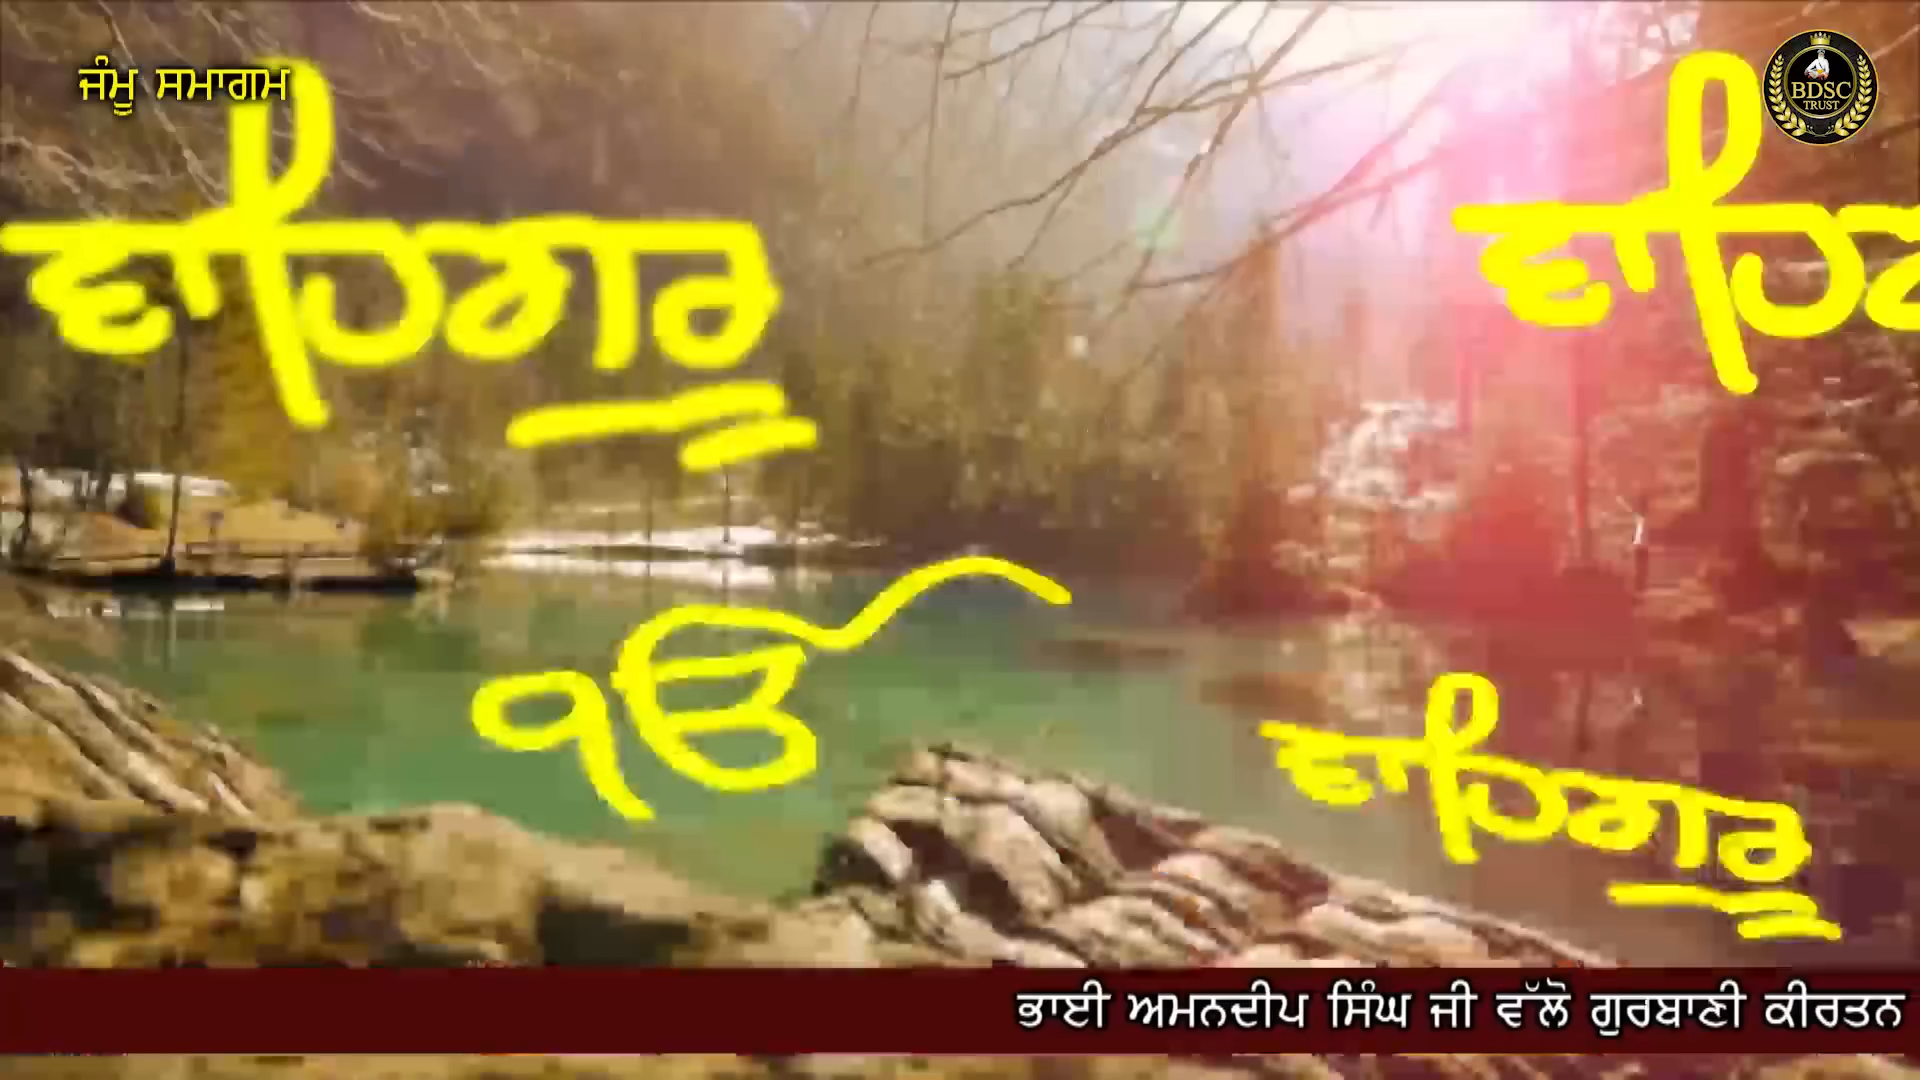 ਜੰਮੂ ਸਮਾਗਮ
BDSC
TRUST
ਵਾਹਿਗੁਰੂ
ਵਾਹਿਗ
ੴ
ਵਾਹਿਗੁਰੂ
ਭਾਈ ਅਮਨਦੀਪ ਸਿੰਘ ਜੀ ਵੱਲੋ ਗੁਰਬਾਣੀ ਕੀਰਤਨ